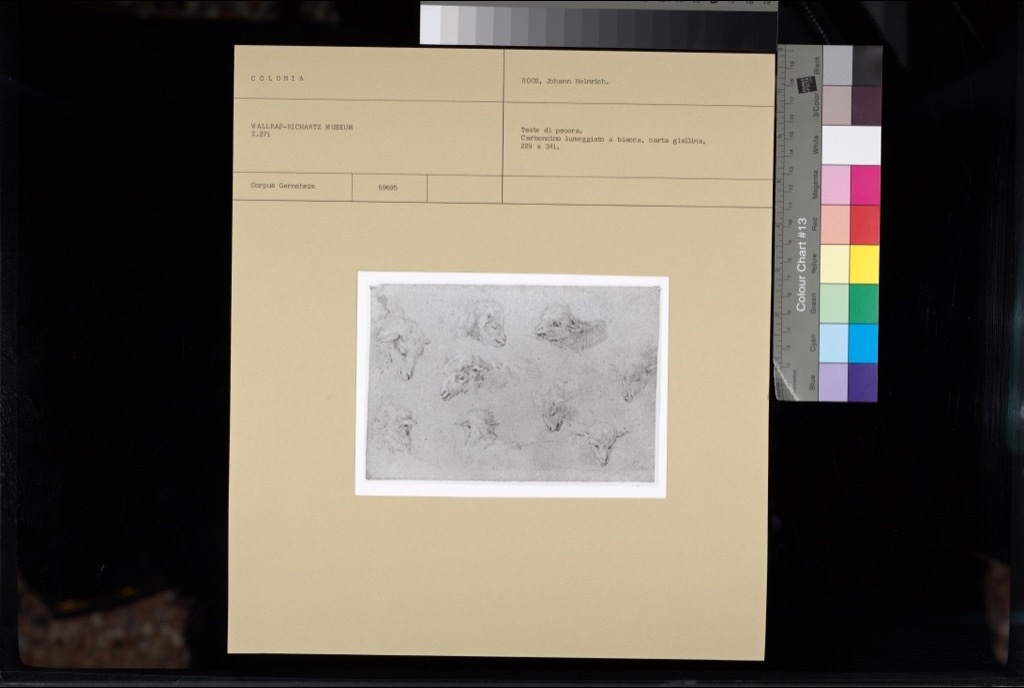 COLONIA
ROOS, Johann Heinrich.
WALLRAF-RICHARTZ MUSEUM
Z.271
Teste di pecora.
Carboncino lumeggiato a biacca, carta giallina,
229 x 341.
Corpus Gernsheim
59695
Colour Chart #13
Blue
Cyan
Green
Yellow
Red
Magenta
White
3/Color
Black